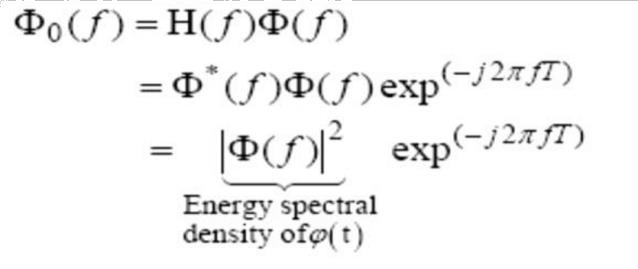 Φ₀(f) = H(f)Φ(f)
= Φ*(f)Φ(f) exp^(−j2πfT)
= |Φ(f)|² exp^(−j2πfT)
Energy spectral
density of φ(t)